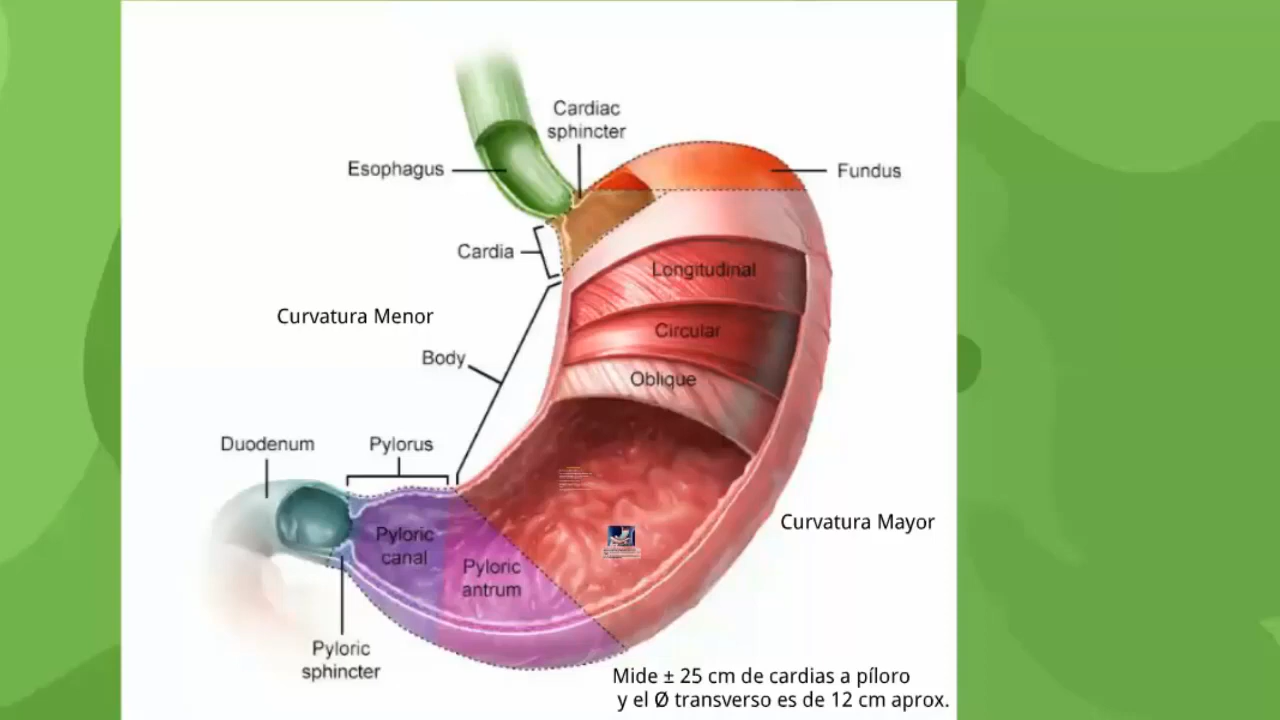 Cardiac
sphincter
Esophagus
Fundus
Cardia
Longitudinal
Curvatura Menor
Circular
Body
Oblique
Duodenum
Pylorus
Curvatura Mayor
Pyloric
canal
Pyloric
antrum
Pyloric
sphincter
Mide ± 25 cm de cardias a píloro
y el Ø transverso es de 12 cm aprox.